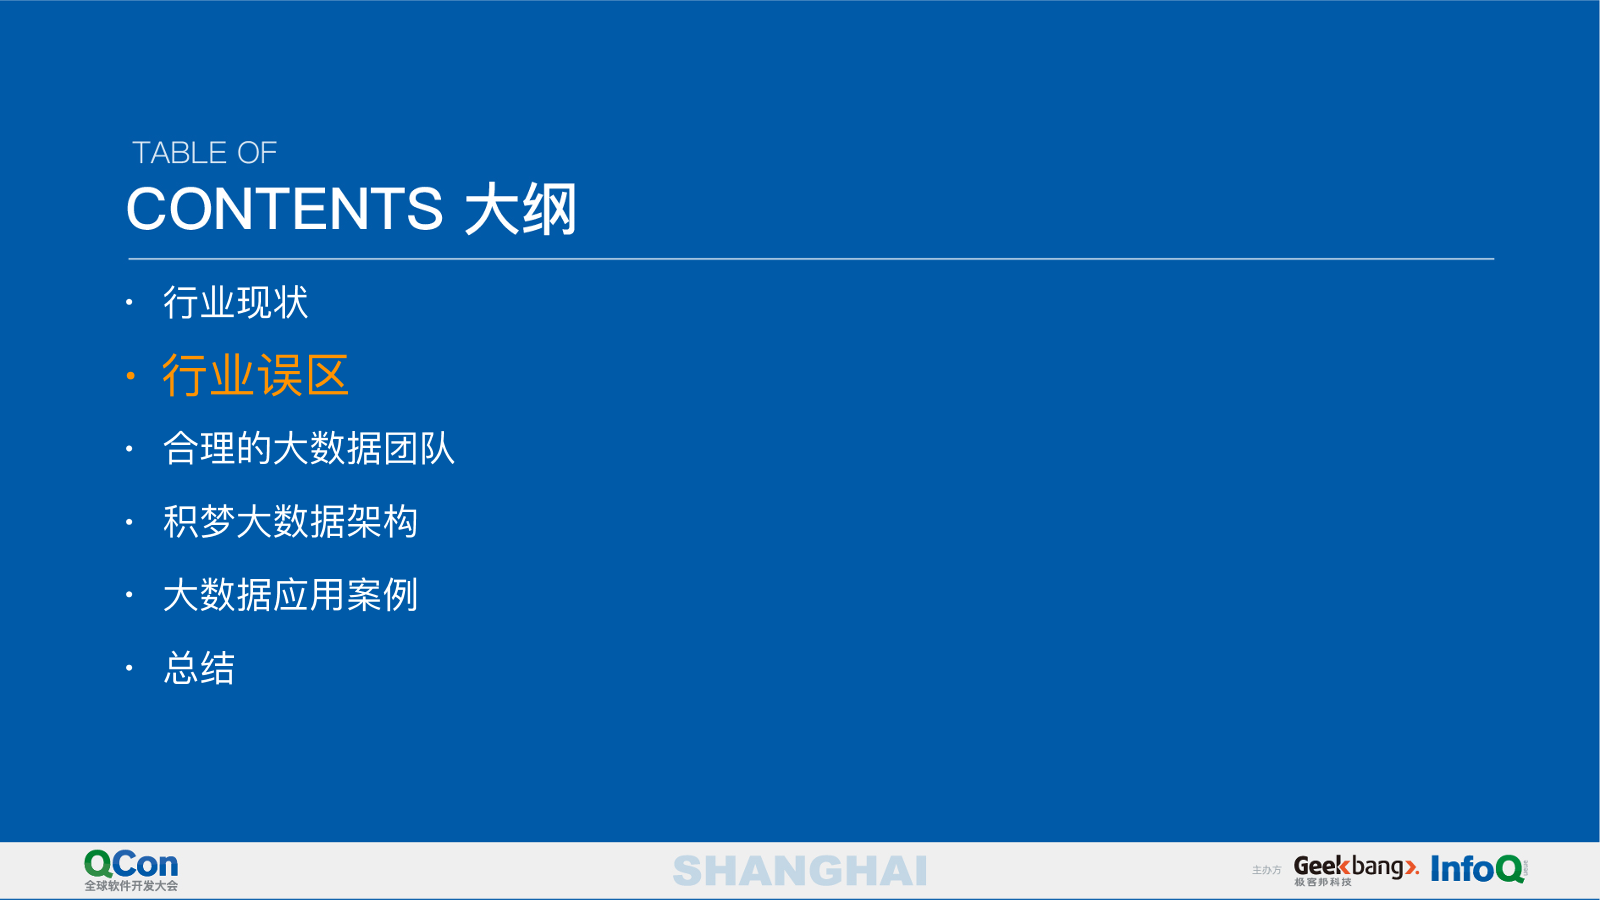 TABLE OF
CONTENTS 大纲
• 行业现状
• 行业误区
• 合理的大数据团队
• 积梦大数据架构
• 大数据应用案例
• 总结
QCon
全球软件开发大会
SHANGHAI
主办方
Geekbang
极客邦科技
InfoQ